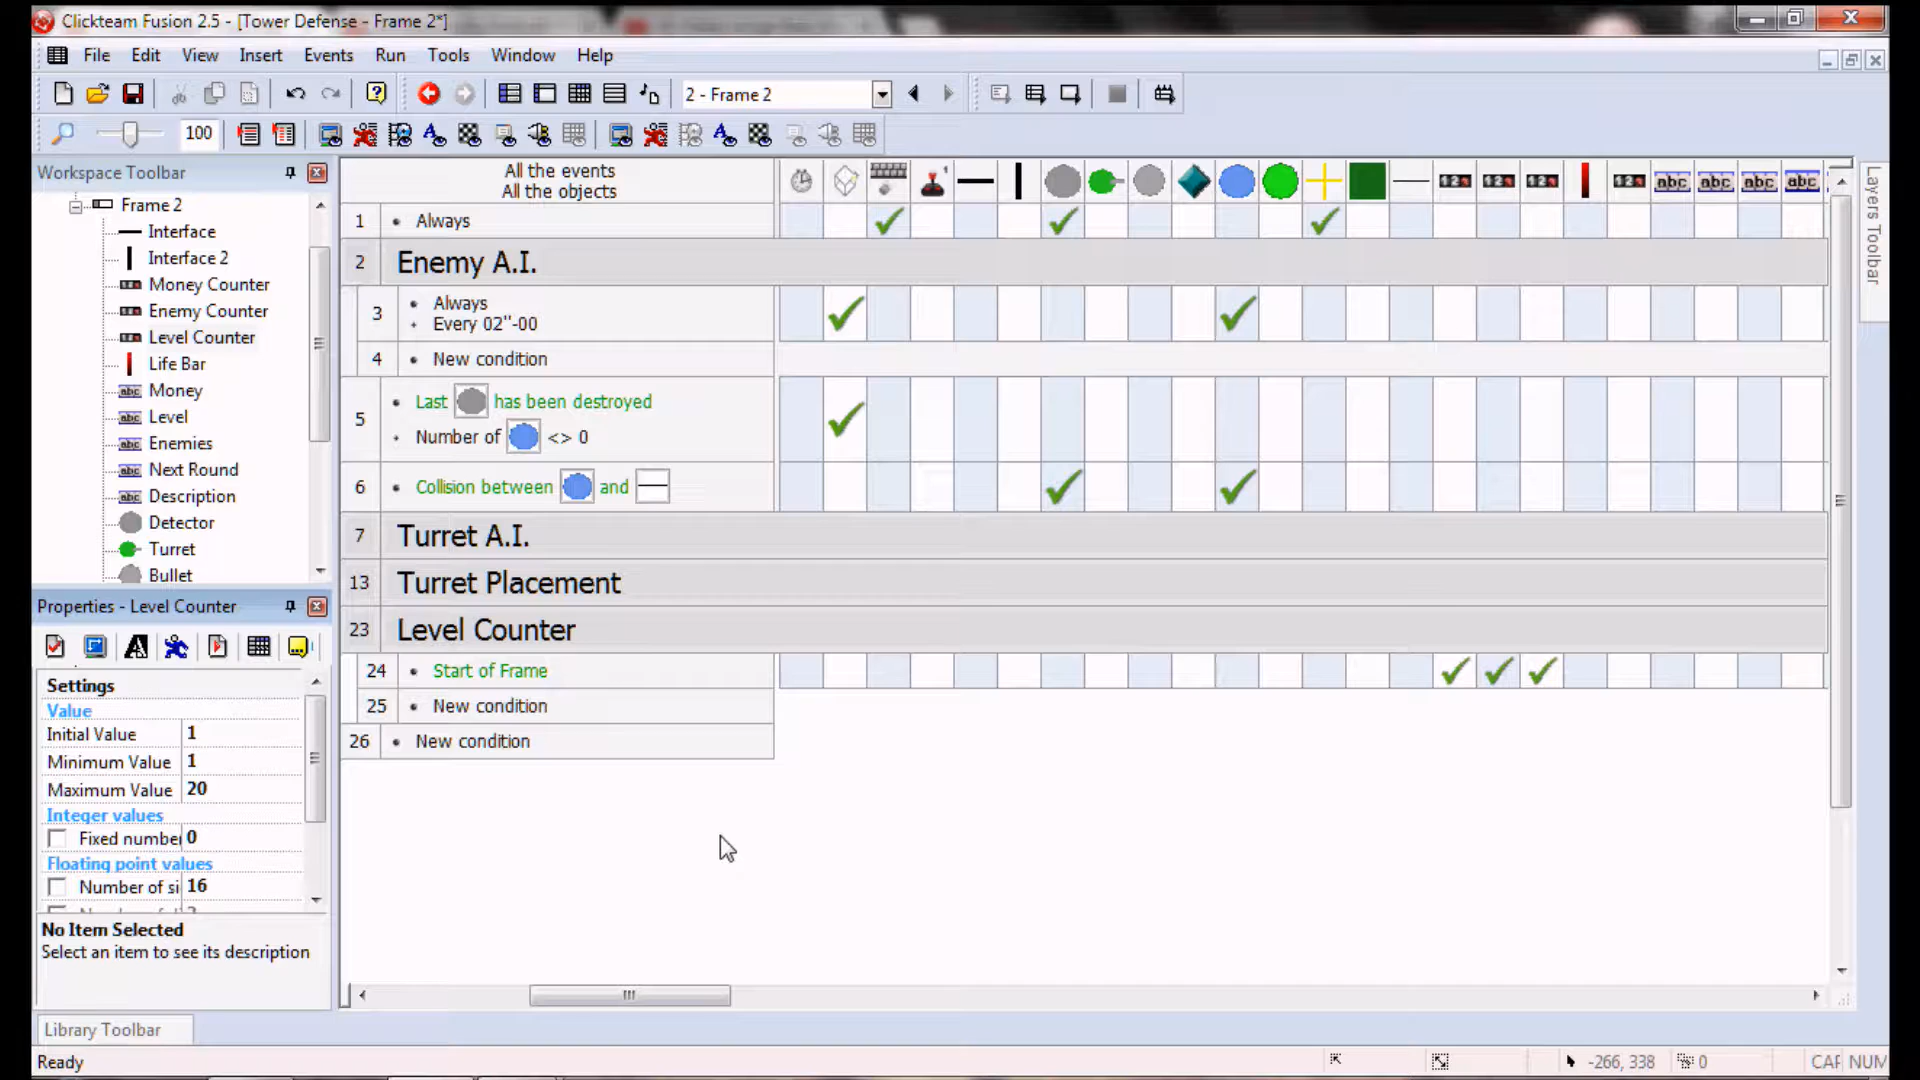 Clickteam Fusion 2.5 - [Tower Defense - Frame 2*]
File Edit View Insert Events Run Tools Window Help
2 - Frame 2
100
Workspace Toolbar
Frame 2
Interface
Interface 2
Money Counter
Enemy Counter
Level Counter
Life Bar
Money
Level
Enemies
Next Round
Description
Detector
Turret
Bullet
Properties - Level Counter
Settings
Value
Initial Value 1
Minimum Value 1
Maximum Value 20
Integer values
Fixed number 0
Floating point values
Number of si 16
No Item Selected
Select an item to see its description
Library Toolbar
Ready
All the events
All the objects
1 • Always
2 Enemy A.I.
3 • Always
• Every 02"-00
4 • New condition
5 • Last has been destroyed
• Number of <> 0
6 • Collision between and
7 Turret A.I.
13 Turret Placement
23 Level Counter
24 • Start of Frame
25 • New condition
26 • New condition
Layers Toolbar
-266, 338
0
CAF NUM